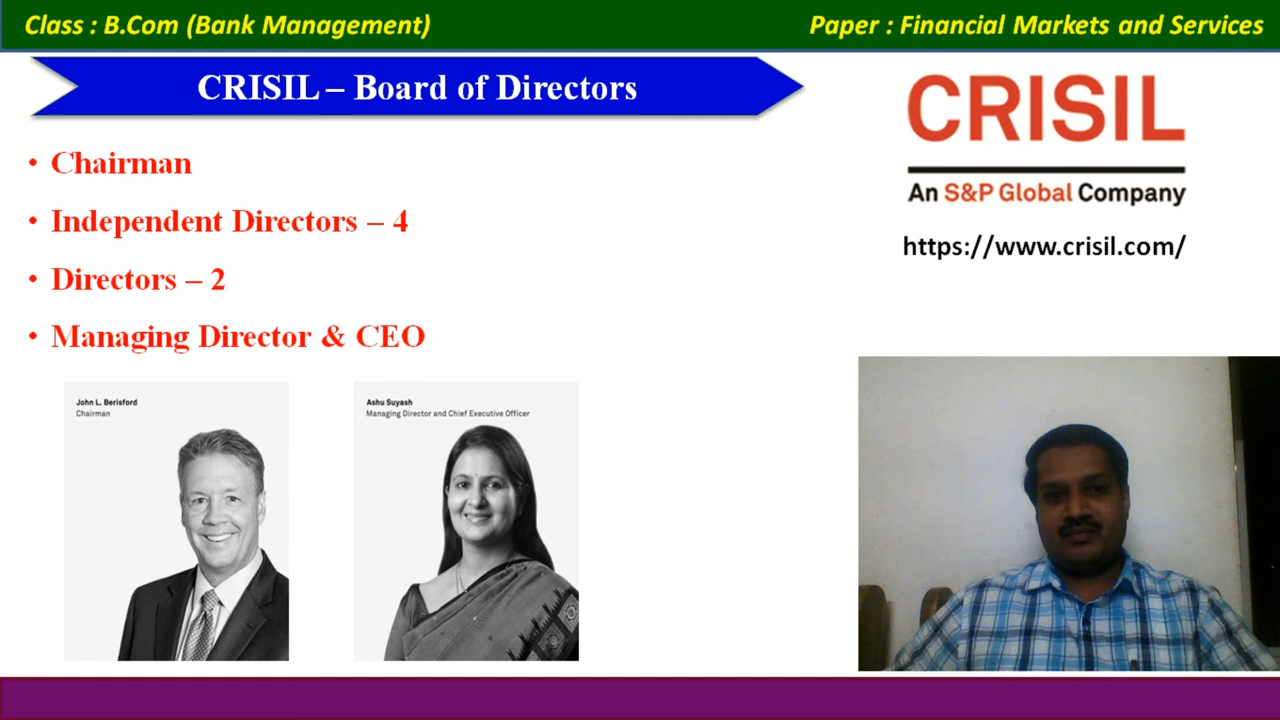 Class : B.Com (Bank Management)
Paper : Financial Markets and Services
CRISIL – Board of Directors
• Chairman
• Independent Directors – 4
• Directors – 2
• Managing Director & CEO
CRISIL
An S&P Global Company
https://www.crisil.com/
John L. Berisford
Chairman
Ashu Suyash
Managing Director and Chief Executive Officer